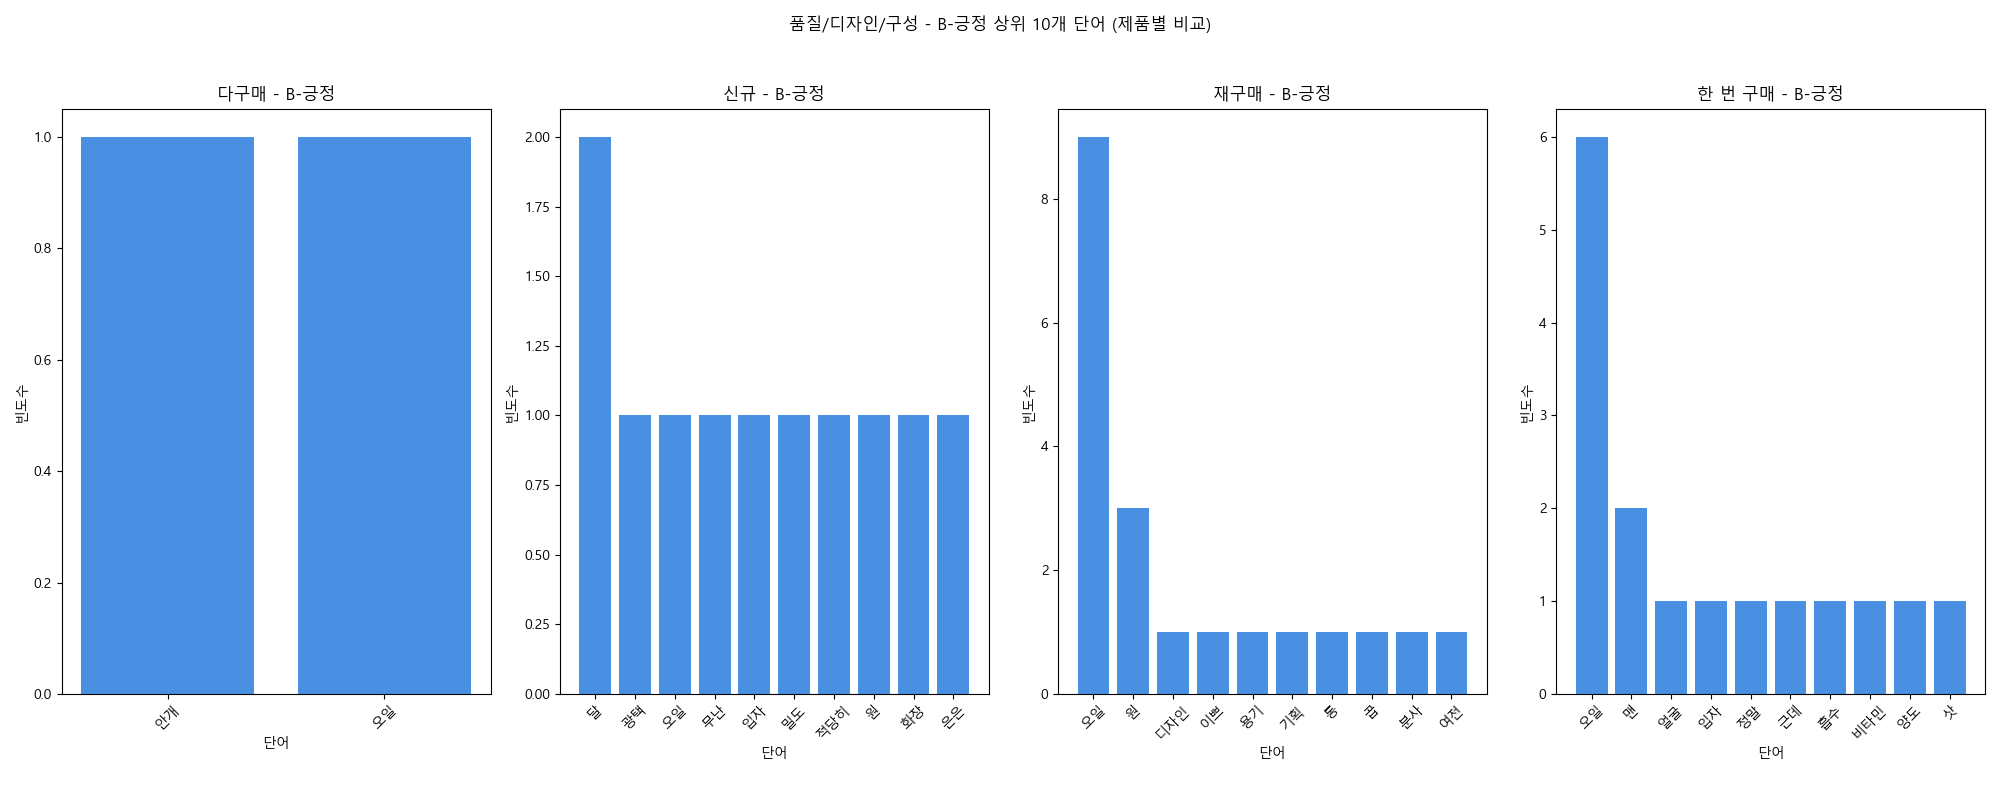 품질/디자인/구성 - B-긍정 상위 10개 단어 (제품별 비교)
다구매 - B-긍정
1.0
0.8
0.6
0.4
0.2
0.0
빈도수
안개 오일
단어
신규 - B-긍정
2.00
1.75
1.50
1.25
1.00
0.75
0.50
0.25
0.00
빈도수
달 광택 오일 무난 입자 밀도 적당히 원 화장 은은
단어
재구매 - B-긍정
8
6
4
2
0
빈도수
오일 원 디자인 이쁘 용기 기획 통 꼽 분사 여전
단어
한 번 구매 - B-긍정
6
5
4
3
2
1
0
빈도수
오일 맨 얼굴 입자 정말 근데 흡수 비타민 양도 샷
단어